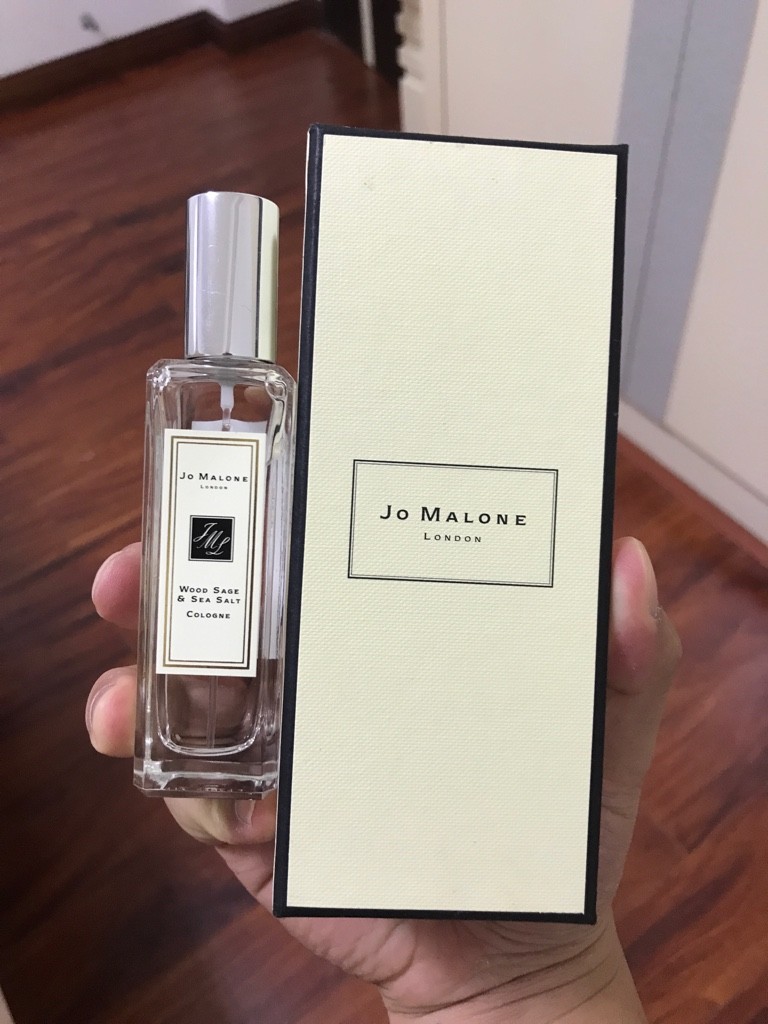 Jo Malone
London
JML
Wood Sage
& Sea Salt
Cologne
Jo Malone
London